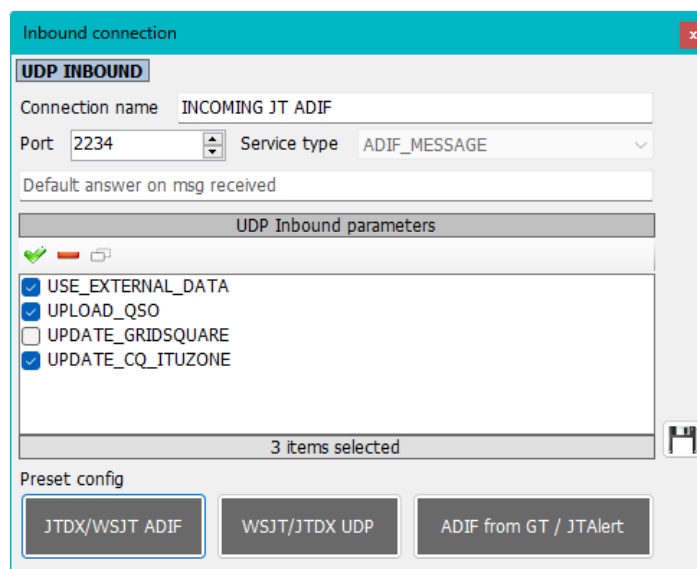 Inbound connection
x
UDP INBOUND
Connection name INCOMING JT ADIF
Port 2234 Service type ADIF_MESSAGE
Default answer on msg received
UDP Inbound parameters
USE_EXTERNAL_DATA
UPLOAD_QSO
UPDATE_GRIDSQUARE
UPDATE_CQ_ITUZONE
3 items selected
Preset config
JTDX/WSJT ADIF WSJT/JTDX UDP ADIF from GT / JTAlert